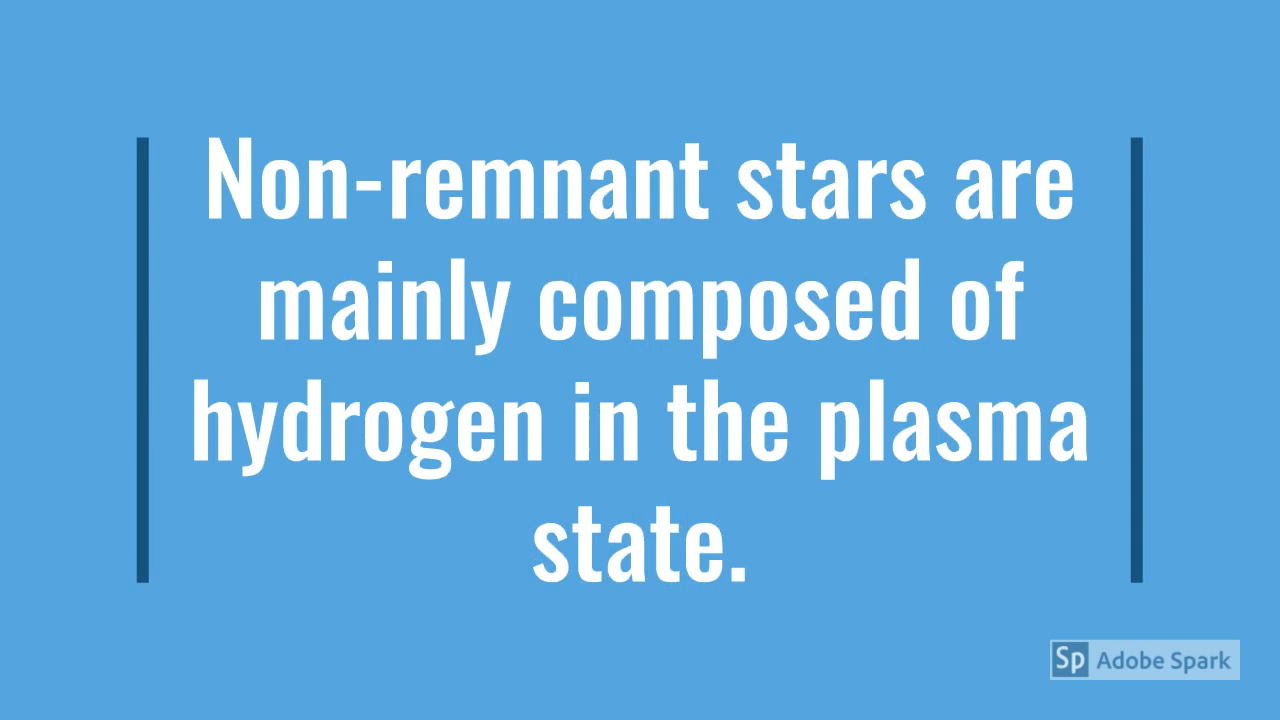 Non-remnant stars are
mainly composed of
hydrogen in the plasma
state.
Sp Adobe Spark